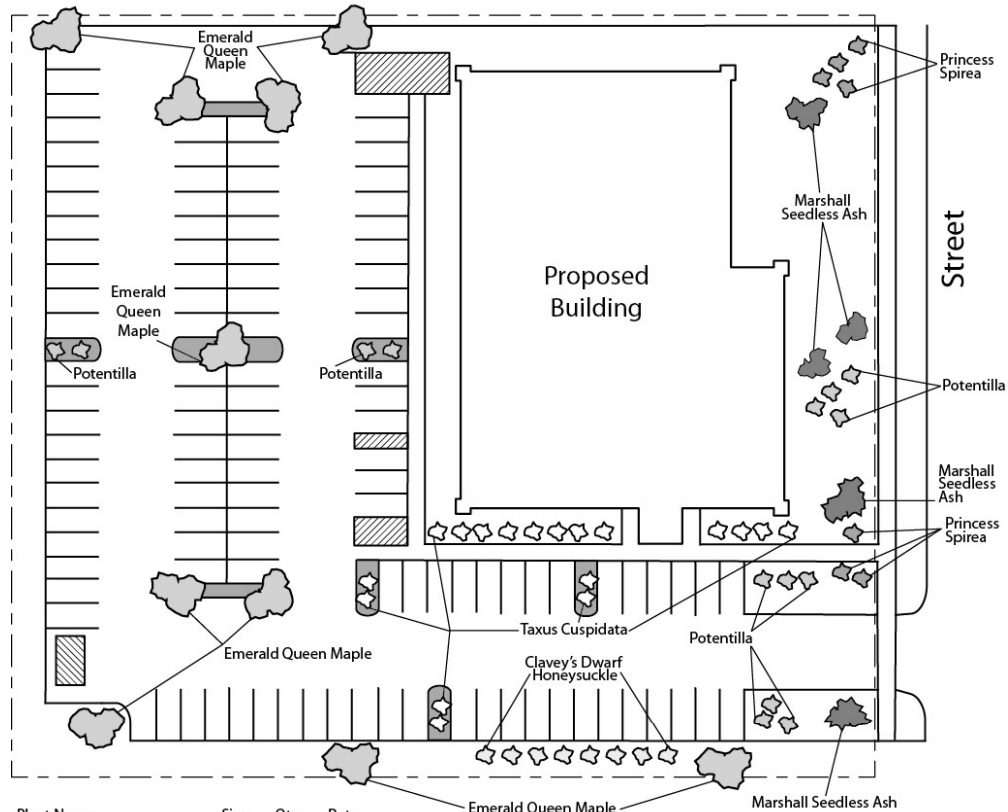 Emerald
Queen
Maple
Princess
Spirea
Marshall
Seedless Ash
Street
Proposed
Building
Emerald
Queen
Maple
Potentilla
Potentilla
Potentilla
Marshall
Seedless
Ash
Princess
Spirea
Taxus Cuspidata
Potentilla
Emerald Queen Maple
Clavey's Dwarf
Honeysuckle
Marshall Seedless Ash
Emerald Queen Maple